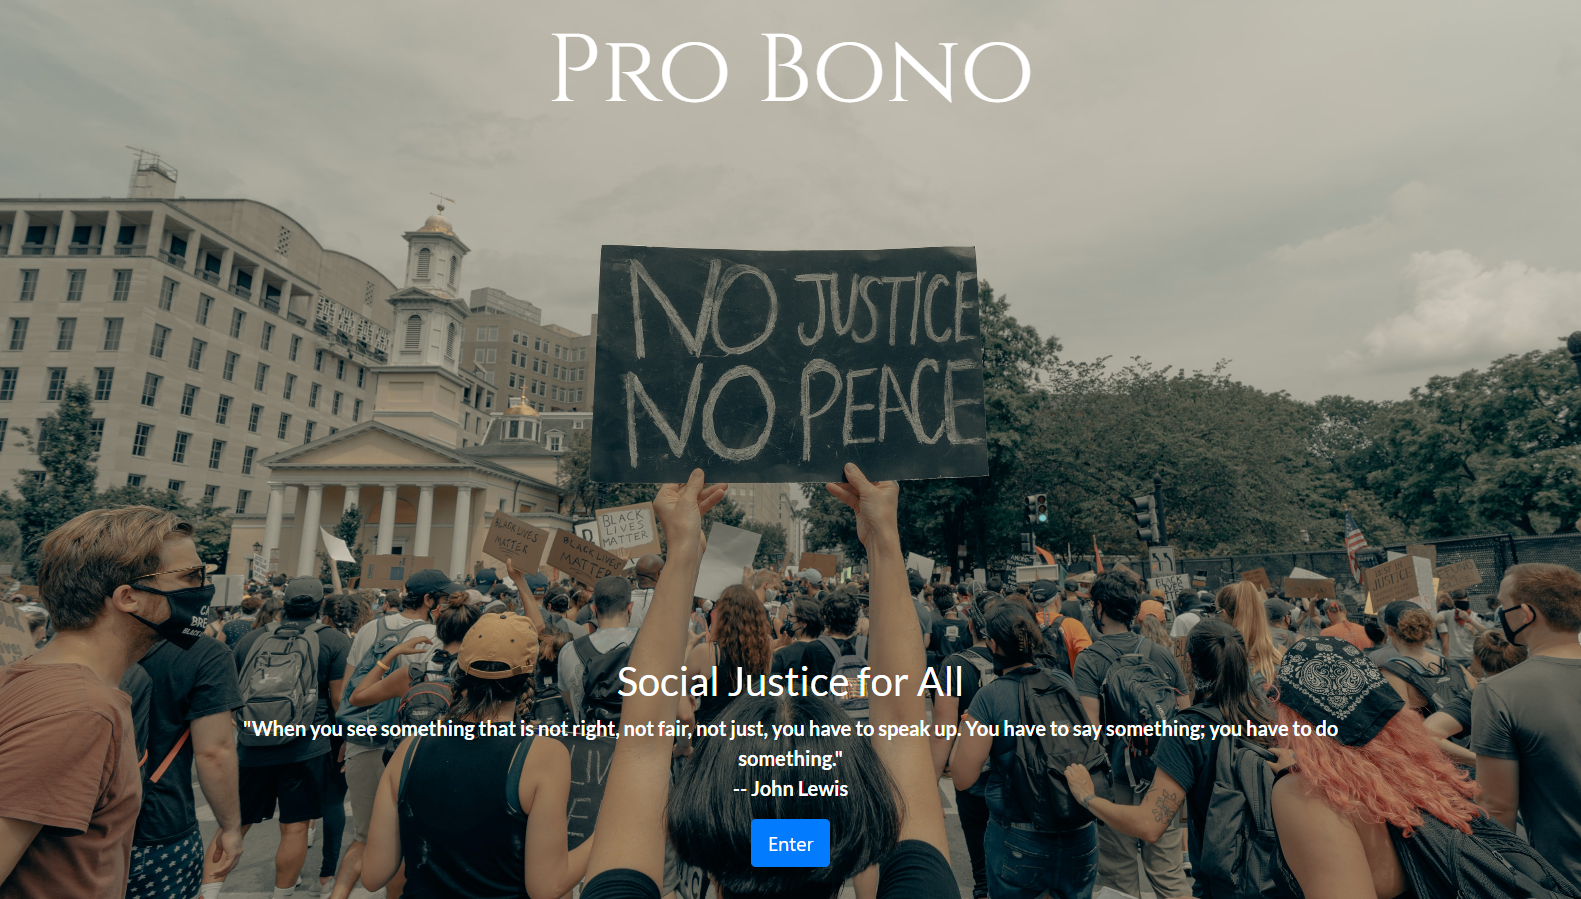 PRO BONO
NO JUSTICE
NO PEACE
BLACK LIVES
MATTER
BLACK LIVES
MATTER
BLACK
LIVES
MATTER
BLACK
JUSTICE
Social Justice for All
"When you see something that is not right, not fair, not just, you have to speak up. You have to say something; you have to do
something."
-- John Lewis
Enter